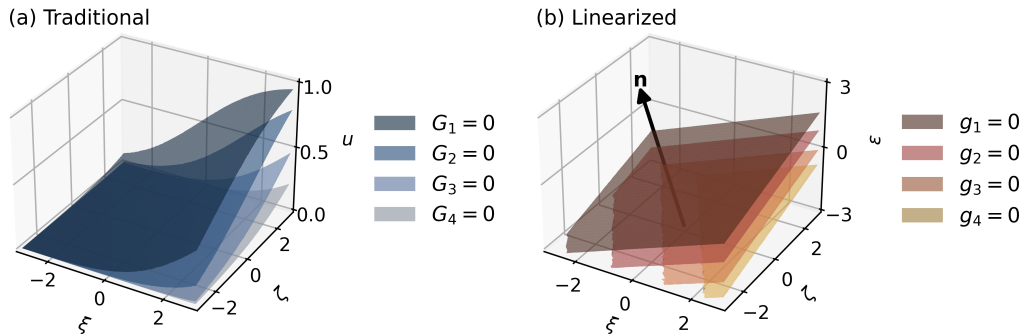 (a) Traditional
1.0
0.5
0.0
u
−2
0
2
ξ
−2
0
2
ζ
G₁ = 0
G₂ = 0
G₃ = 0
G₄ = 0
(b) Linearized
n
3
0
−3
ε
−2
0
2
ξ
−2
0
2
ζ
g₁ = 0
g₂ = 0
g₃ = 0
g₄ = 0